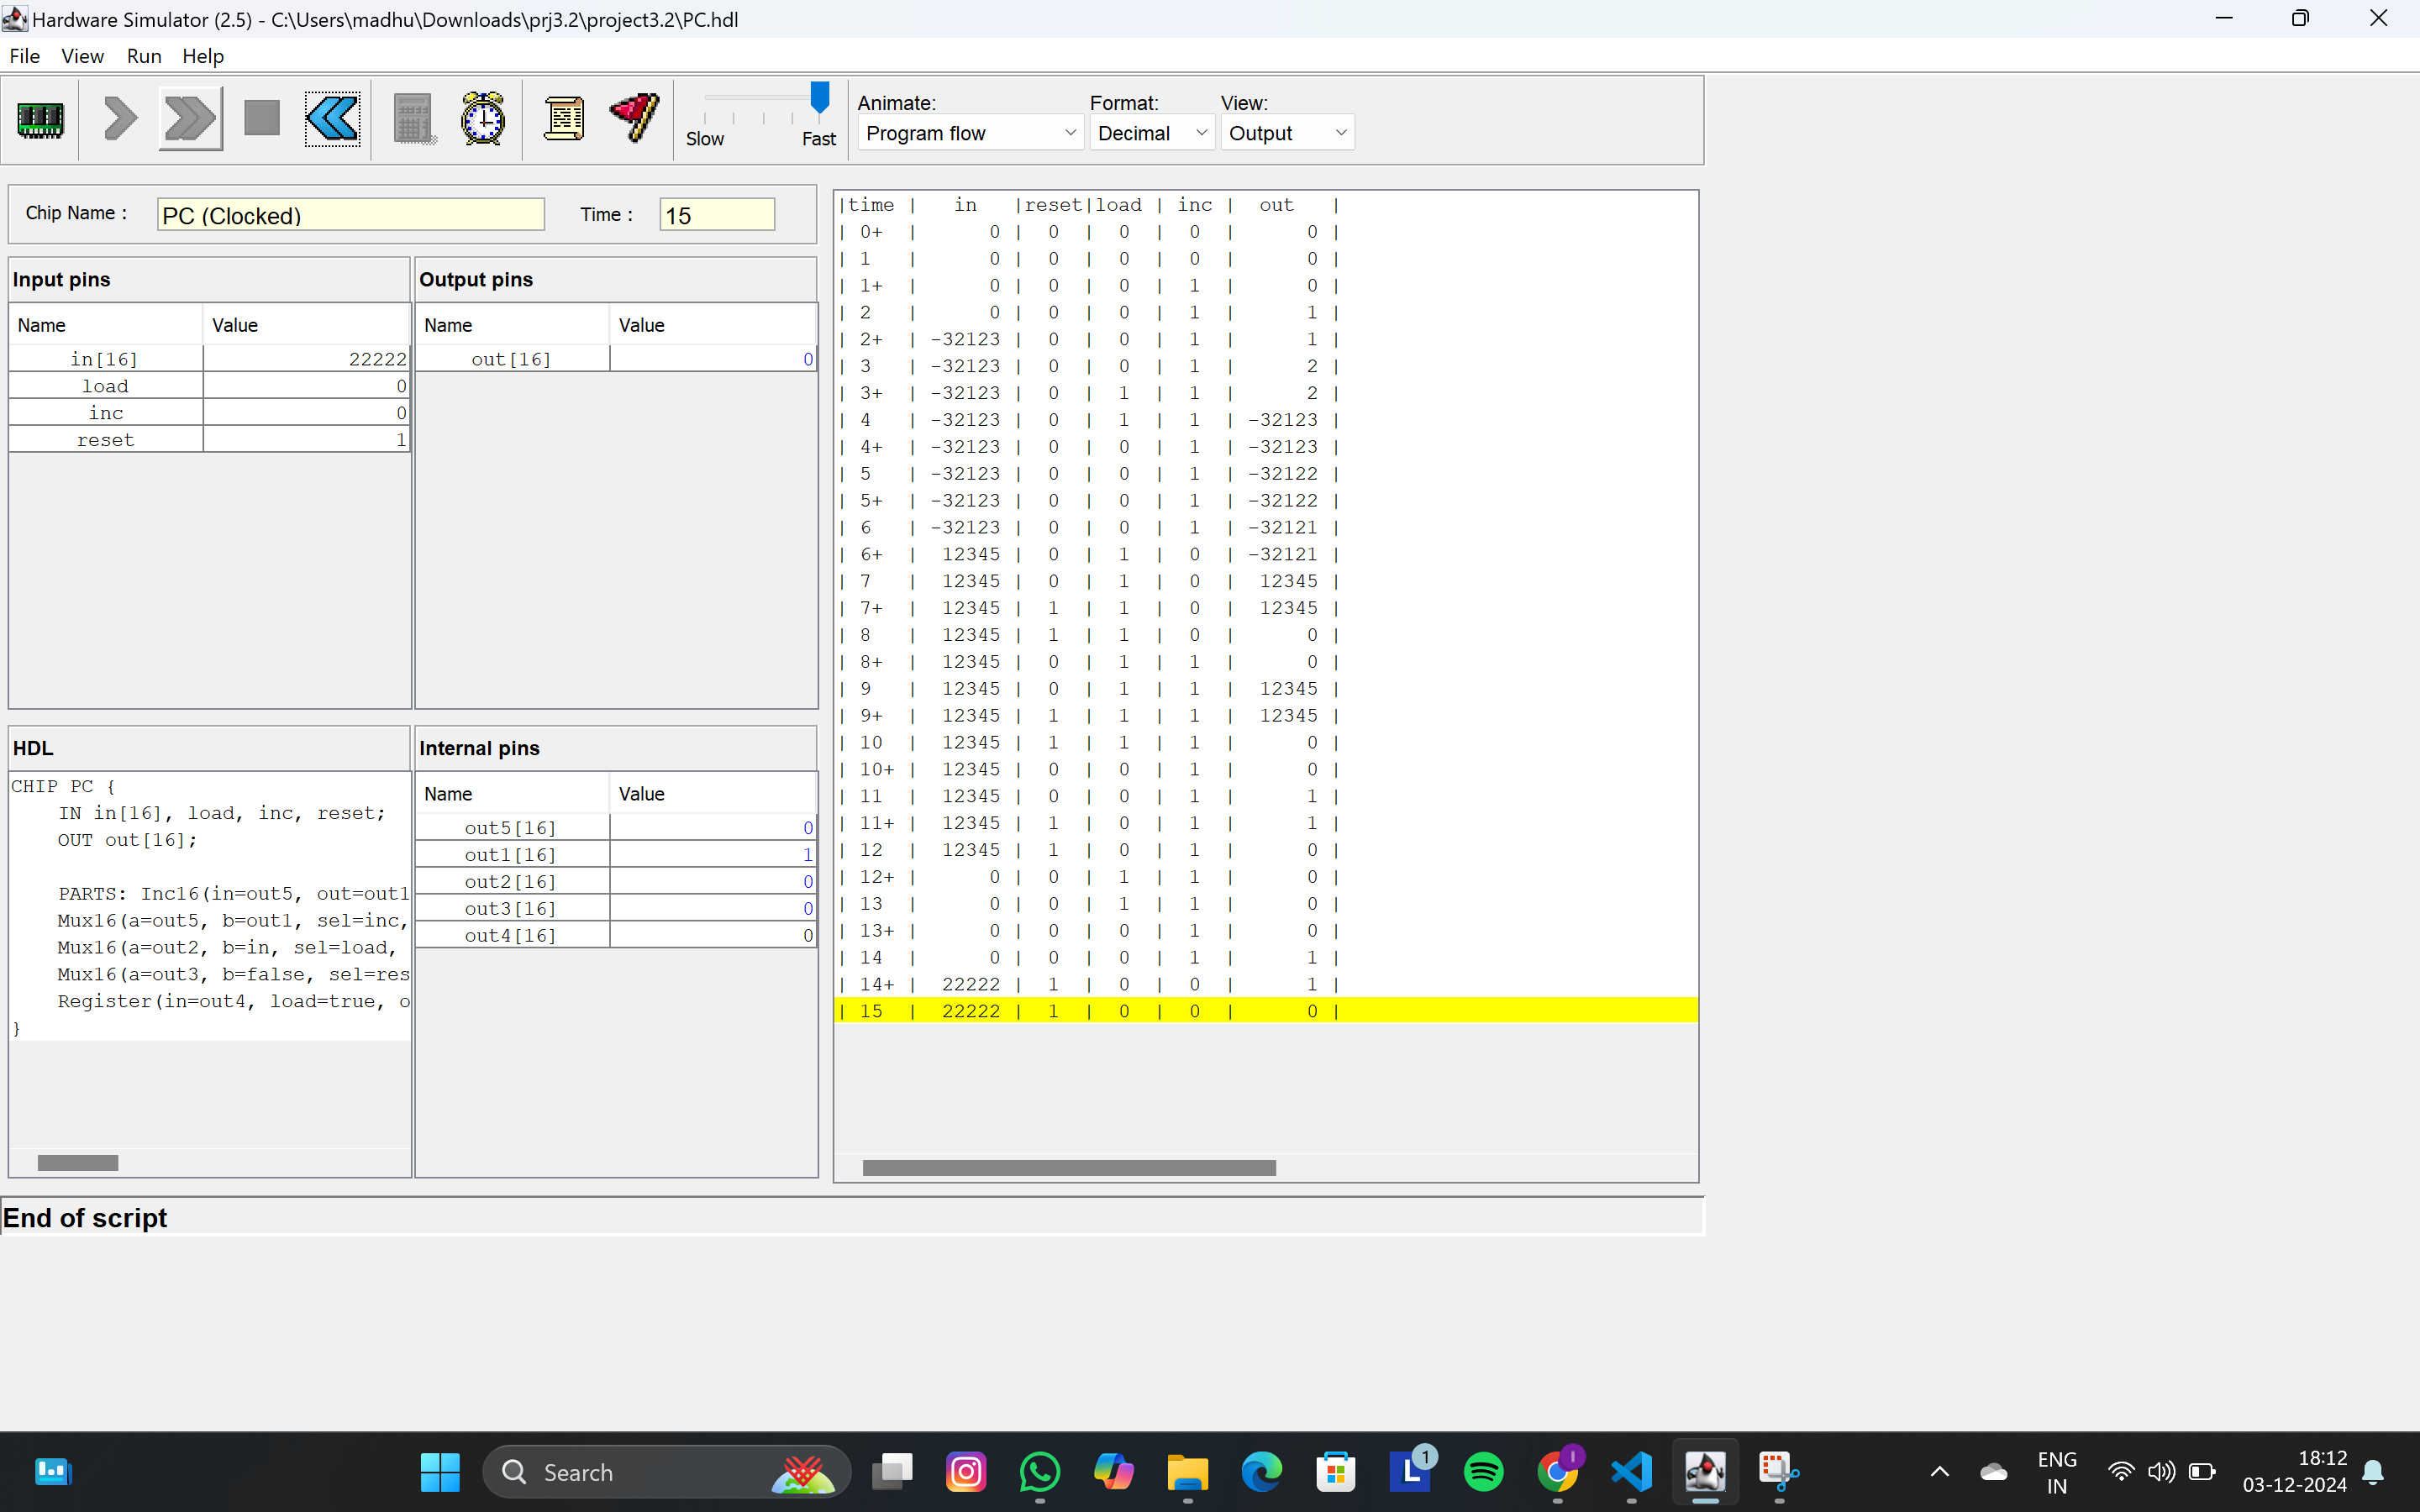 Hardware Simulator (2.5) - C:\Users\madhu\Downloads\prj3.2\project3.2\PC.hdl
File View Run Help
Slow Fast
Animate: Format: View:
Program flow Decimal Output
Chip Name : PC (Clocked) Time : 15
Input pins
Name Value
in[16] 22222
load 0
inc 0
reset 1
Output pins
Name Value
out[16] 0
HDL
CHIP PC {
IN in[16], load, inc, reset;
OUT out[16];
PARTS: Inc16(in=out5, out=out1
Mux16(a=out5, b=out1, sel=inc,
Mux16(a=out2, b=in, sel=load,
Mux16(a=out3, b=false, sel=res
Register(in=out4, load=true, o
}
Internal pins
Name Value
out5[16] 0
out1[16] 1
out2[16] 0
out3[16] 0
out4[16] 0
|time | in |reset|load | inc | out |
| 0+ | 0 | 0 | 0 | 0 | 0 |
| 1 | 0 | 0 | 0 | 0 | 0 |
| 1+ | 0 | 0 | 0 | 1 | 0 |
| 2 | 0 | 0 | 0 | 1 | 1 |
| 2+ | -32123 | 0 | 0 | 1 | 1 |
| 3 | -32123 | 0 | 0 | 1 | 2 |
| 3+ | -32123 | 0 | 1 | 1 | 2 |
| 4 | -32123 | 0 | 1 | 1 | -32123 |
| 4+ | -32123 | 0 | 0 | 1 | -32123 |
| 5 | -32123 | 0 | 0 | 1 | -32122 |
| 5+ | -32123 | 0 | 0 | 1 | -32122 |
| 6 | -32123 | 0 | 0 | 1 | -32121 |
| 6+ | 12345 | 0 | 1 | 0 | -32121 |
| 7 | 12345 | 0 | 1 | 0 | 12345 |
| 7+ | 12345 | 1 | 1 | 0 | 12345 |
| 8 | 12345 | 1 | 1 | 0 | 0 |
| 8+ | 12345 | 0 | 1 | 1 | 0 |
| 9 | 12345 | 0 | 1 | 1 | 12345 |
| 9+ | 12345 | 1 | 1 | 1 | 12345 |
| 10 | 12345 | 1 | 1 | 1 | 0 |
| 10+ | 12345 | 0 | 0 | 1 | 0 |
| 11 | 12345 | 0 | 0 | 1 | 1 |
| 11+ | 12345 | 1 | 0 | 1 | 1 |
| 12 | 12345 | 1 | 0 | 1 | 0 |
| 12+ | 0 | 0 | 1 | 1 | 0 |
| 13 | 0 | 0 | 1 | 1 | 0 |
| 13+ | 0 | 0 | 0 | 1 | 0 |
| 14 | 0 | 0 | 0 | 1 | 1 |
| 14+ | 22222 | 1 | 0 | 0 | 1 |
| 15 | 22222 | 1 | 0 | 0 | 0 |
End of script
Search
L
1
I
ENG
IN
18:12
03-12-2024